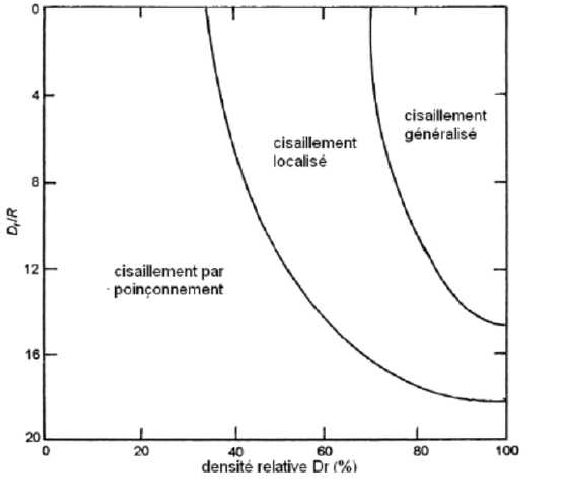 0
4
8
12
16
20
Df/R
cisaillement
généralisé
cisaillement
localisé
cisaillement par
poinçonnement
0
20
40
60
80
100
densité relative Dr (%)